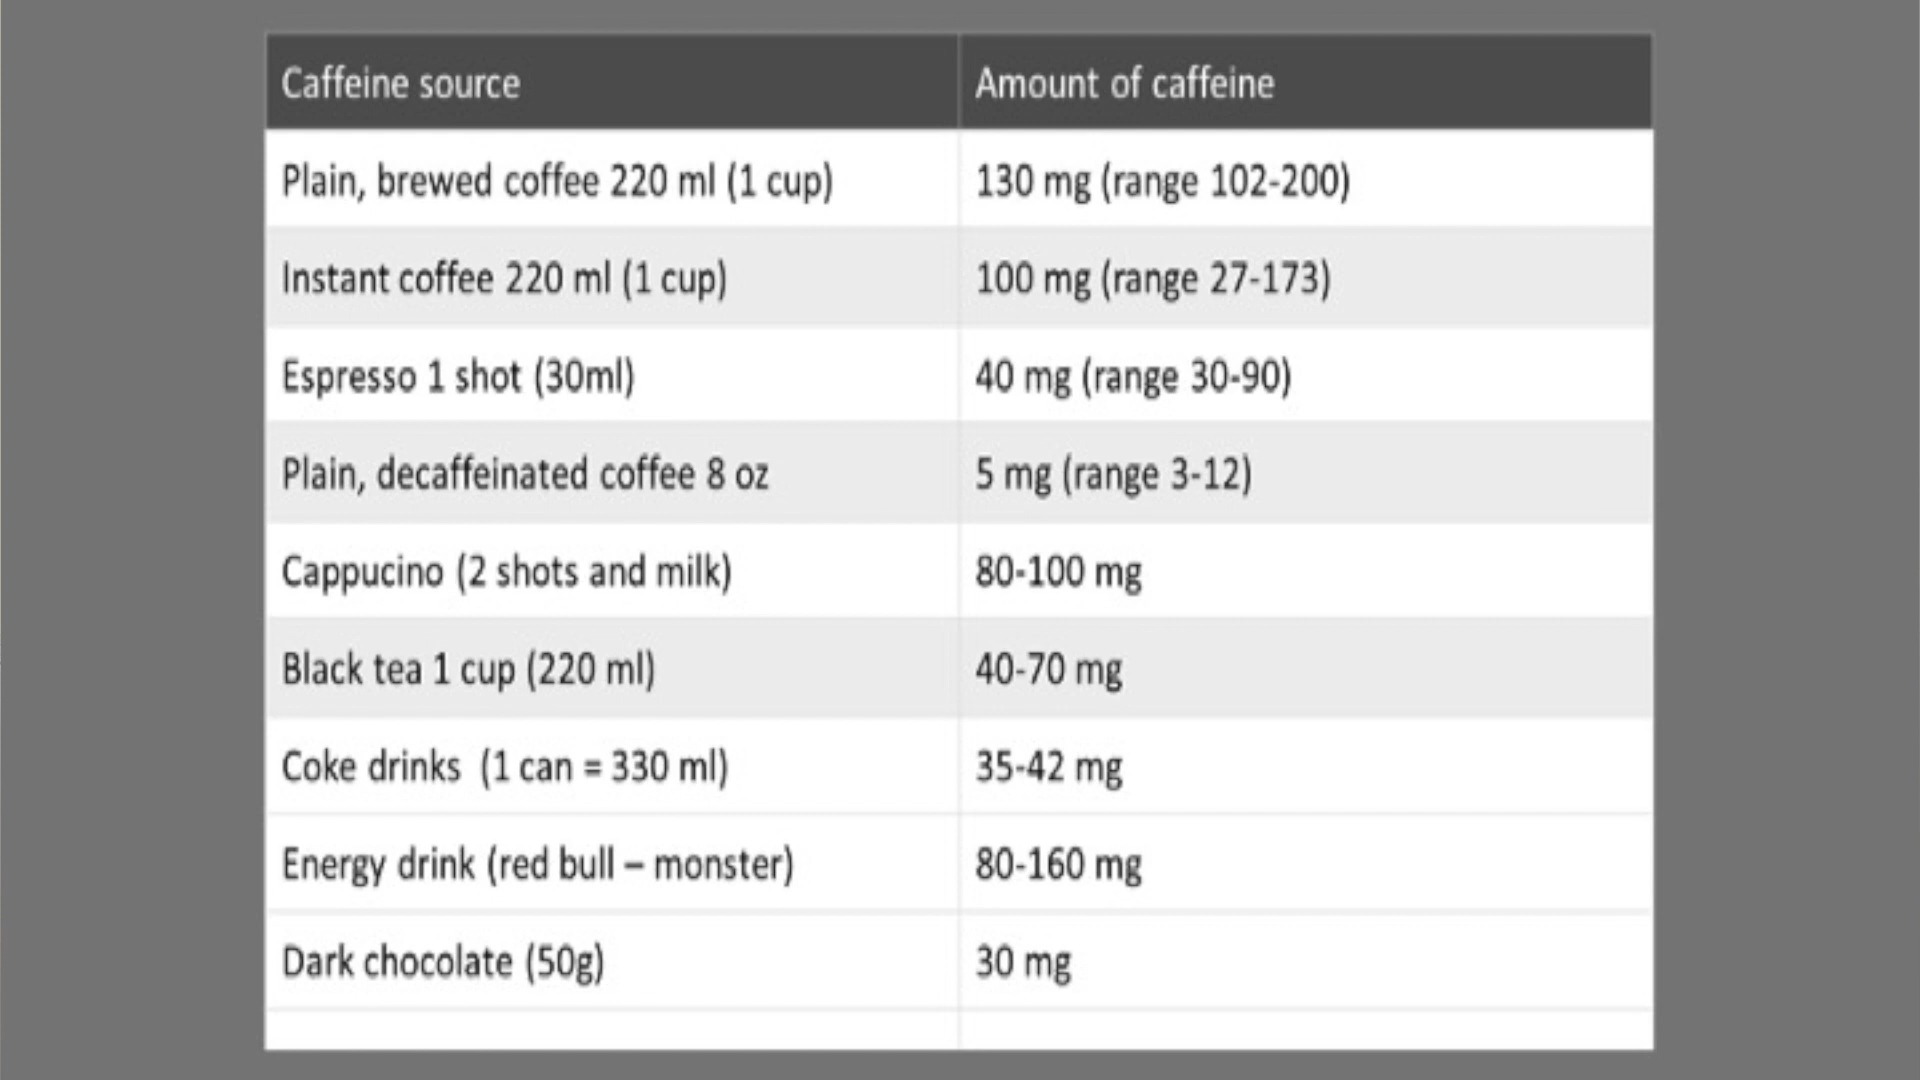 Caffeine source Amount of caffeine
Plain, brewed coffee 220 ml (1 cup) 130 mg (range 102-200)
Instant coffee 220 ml (1 cup) 100 mg (range 27-173)
Espresso 1 shot (30ml) 40 mg (range 30-90)
Plain, decaffeinated coffee 8 oz 5 mg (range 3-12)
Cappucino (2 shots and milk) 80-100 mg
Black tea 1 cup (220 ml) 40-70 mg
Coke drinks (1 can = 330 ml) 35-42 mg
Energy drink (red bull – monster) 80-160 mg
Dark chocolate (50g) 30 mg